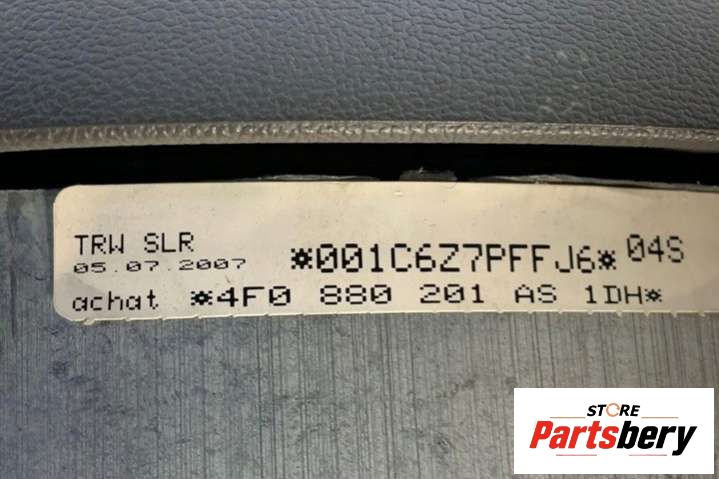 TRW SLR
05.07.2007
*001C6Z7PFFJ6* 04S
achat *4F0 880 201 AS 1DH*
STORE
Partsbery